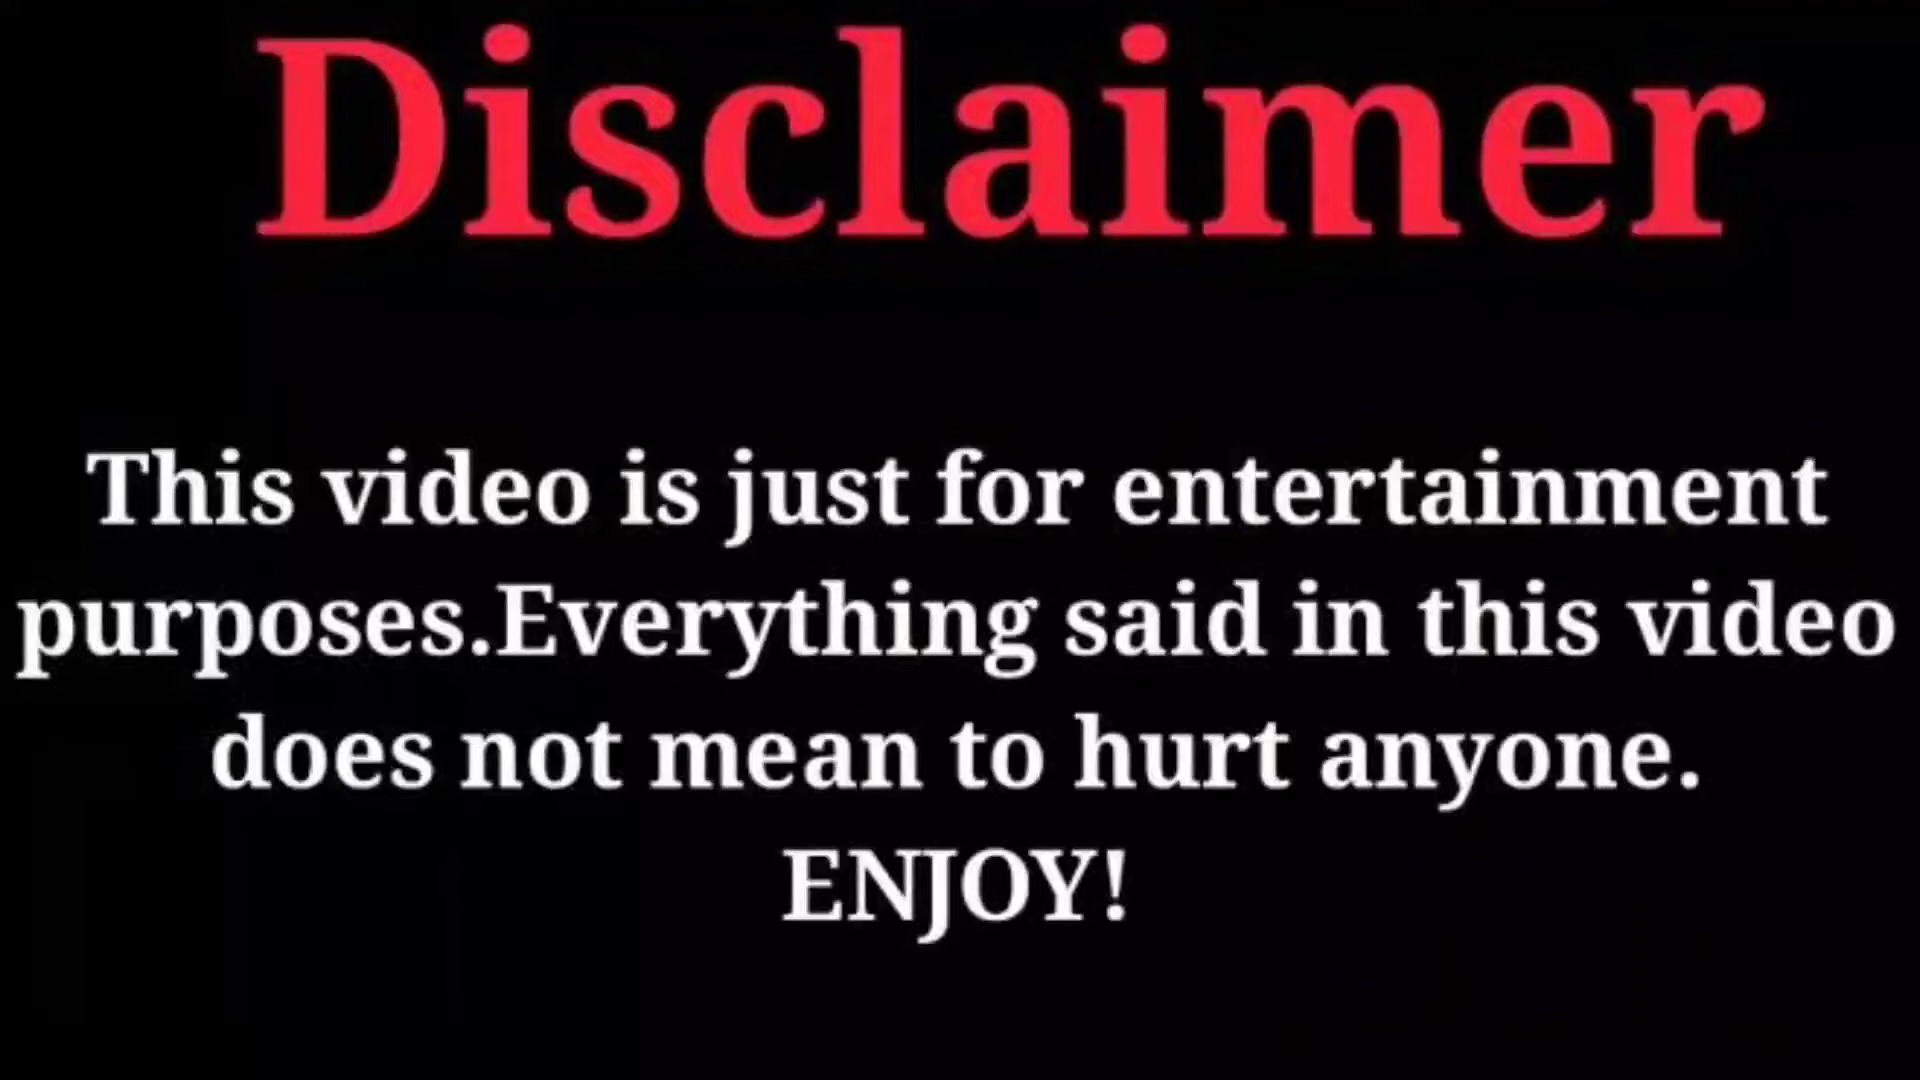 Disclaimer
This video is just for entertainment
purposes.Everything said in this video
does not mean to hurt anyone.
ENJOY!